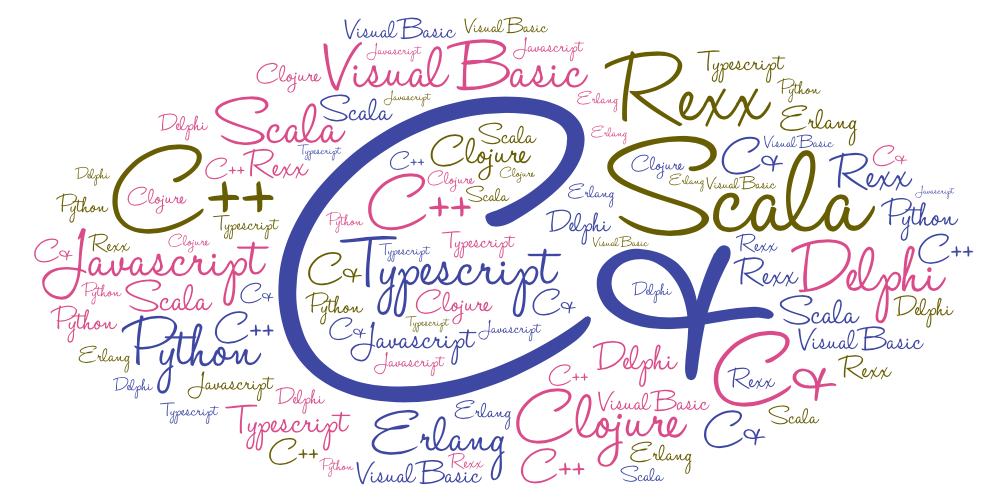 Visual Basic
Visual Basic
Javascript
Javascript
Visual Basic
Clojure
Rexx
Typescript
Python
Erlang
Javascript
Scala
Scala
Delphi
Erlang
Erlang
Typescript
Scala
Clojure
C++
Clojure
C++
Rexx
C++
Clojure
Delphi
Python
Clojure
Typescript
C++
Clojure
Scala
Python
Erlang
Delphi
Scala
Visual Basic
Clojure
C&
Erlang
Visual Basic
Rexx
C&
Javascript
Python
C++
Visual Basic
C&
C&
Rexx
Clojure
Javascript
Python
Scala
C&
Python
C++
Python
Erlang
Delphi
Javascript
Typescript
Typescript
Typescript
C&
Typescript
Python
Clojure
C&
Typescript
C&
Javascript
Javascript
Javascript
Rexx
Rexx
Delphi
Delphi
Delphi
Scala
Visual Basic
C&
Rexx
Rexx
Delphi
C++
Visual Basic
Scala
C&
Delphi
Typescript
C++
Python
Erlang
Erlang
Visual Basic
Rexx
Clojure
C++
Erlang
Scala